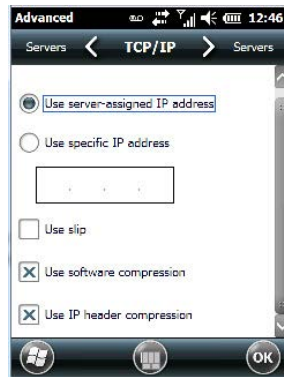 Advanced 12:46
Servers TCP/IP Servers
Use server-assigned IP address
Use specific IP address
. . .
Use slip
Use software compression
Use IP header compression
OK